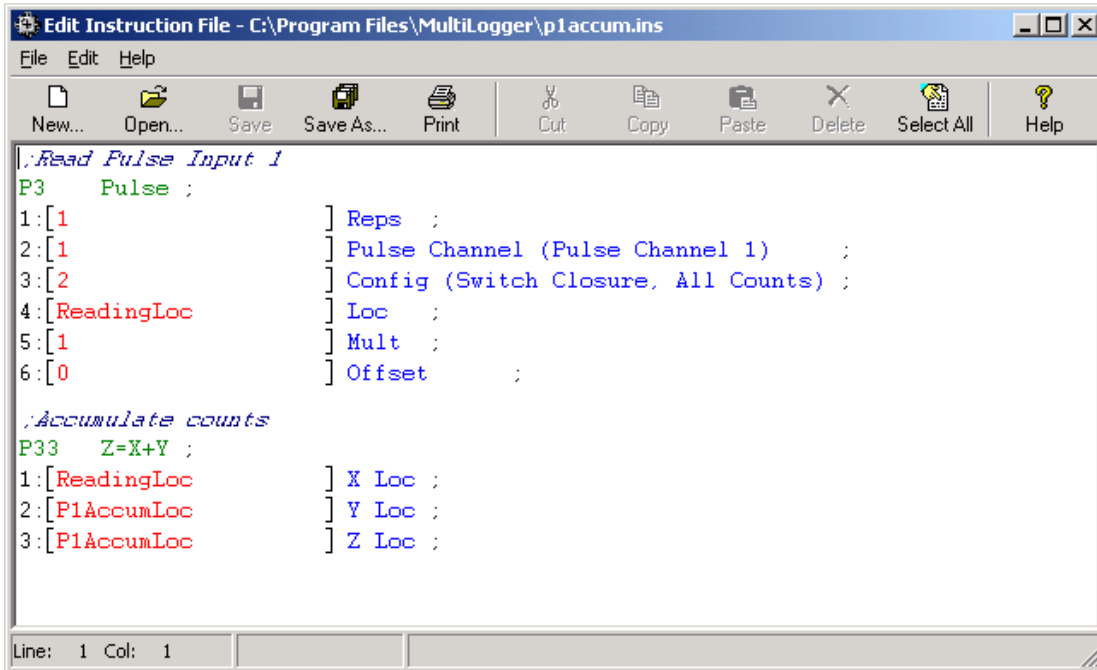 Edit Instruction File - C:\Program Files\MultiLogger\p1accum.ins
File Edit Help
New... Open... Save Save As... Print Cut Copy Paste Delete Select All Help
;Read Pulse Input 1
P3 Pulse ;
1:[1 ] Reps ;
2:[1 ] Pulse Channel (Pulse Channel 1) ;
3:[2 ] Config (Switch Closure, All Counts) ;
4:[ReadingLoc ] Loc ;
5:[1 ] Mult ;
6:[0 ] Offset ;
;Accumulate counts
P33 Z=X+Y ;
1:[ReadingLoc ] X Loc ;
2:[P1AccumLoc ] Y Loc ;
3:[P1AccumLoc ] Z Loc ;
Line: 1 Col: 1